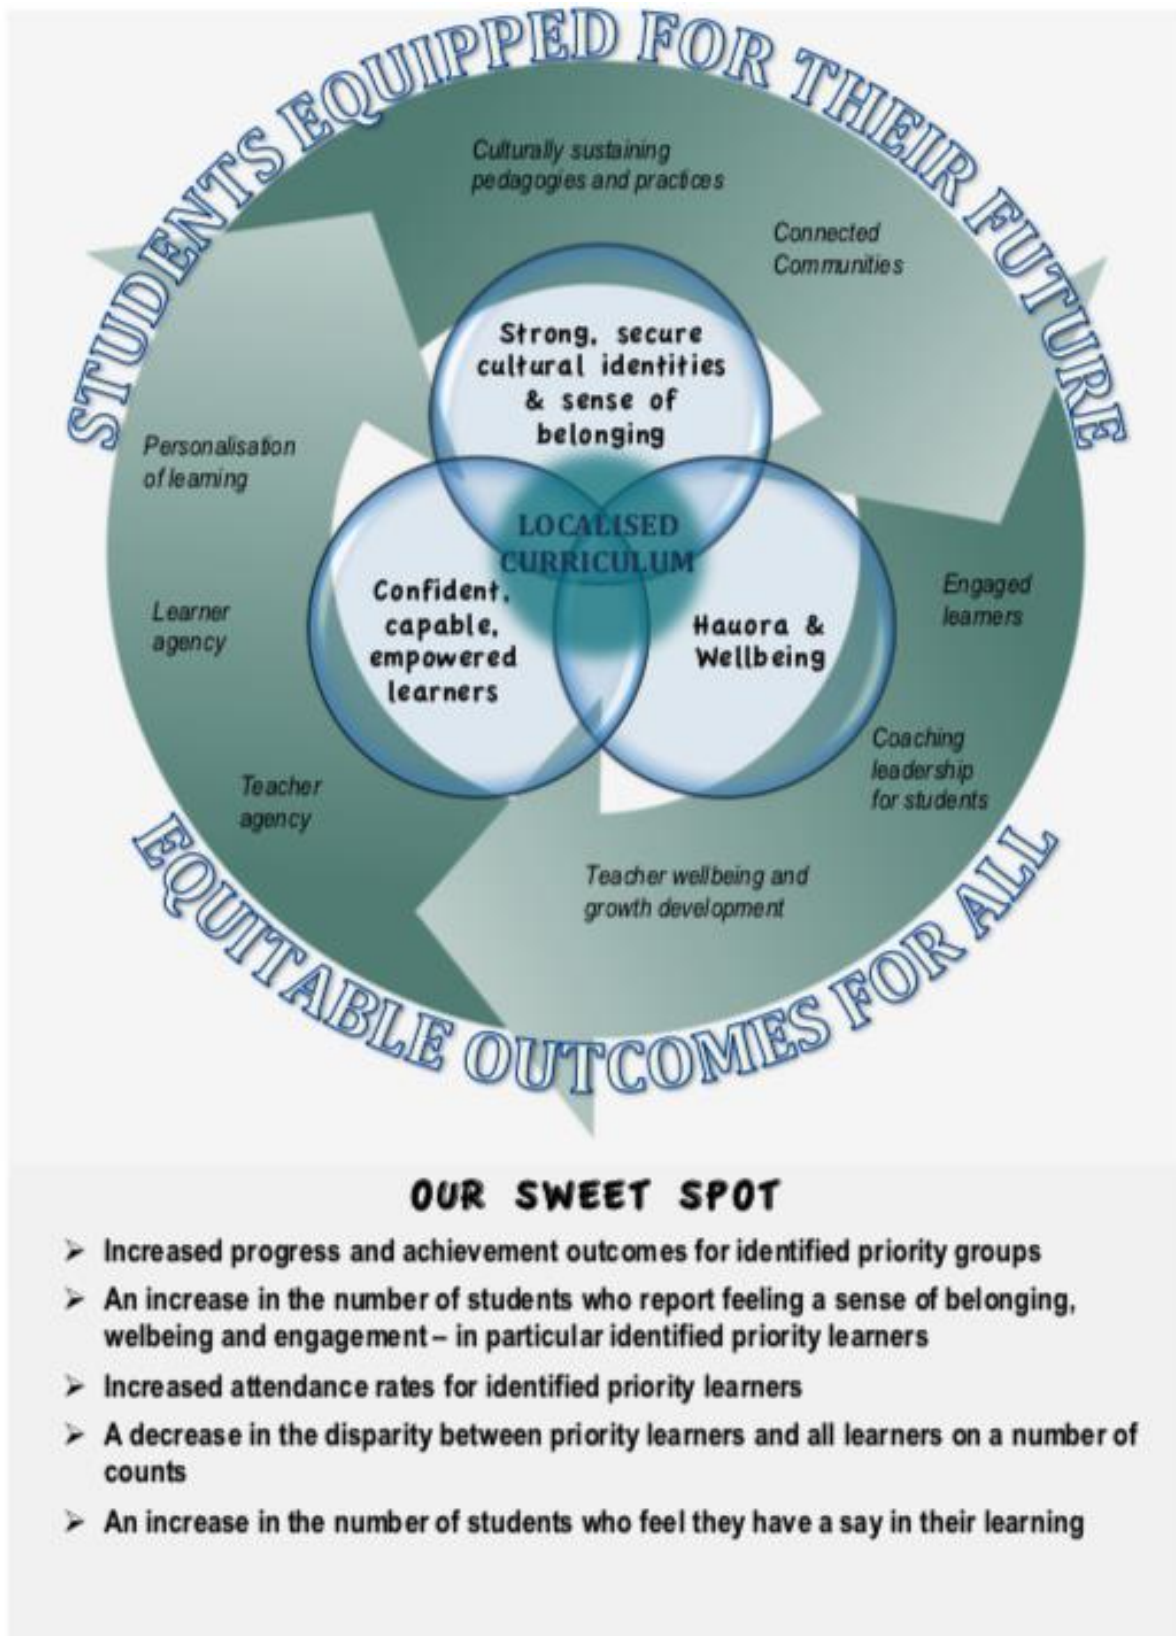 STUDENTS EQUIPPED FOR THEIR FUTURE
Culturally sustaining
pedagogies and practices
Connected
Communities
Strong, secure
cultural identities
& sense of
belonging
Personalisation
of learning
LOCALISED
CURRICULUM
Confident,
capable,
empowered
learners
Hauora &
Wellbeing
Engaged
learners
Learner
agency
Coaching
leadership
for students
Teacher
agency
Teacher wellbeing and
growth development
EQUITABLE OUTCOMES FOR ALL
OUR SWEET SPOT
➢ Increased progress and achievement outcomes for identified priority groups
➢ An increase in the number of students who report feeling a sense of belonging,
welbeing and engagement – in particular identified priority learners
➢ Increased attendance rates for identified priority learners
➢ A decrease in the disparity between priority learners and all learners on a number of
counts
➢ An increase in the number of students who feel they have a say in their learning